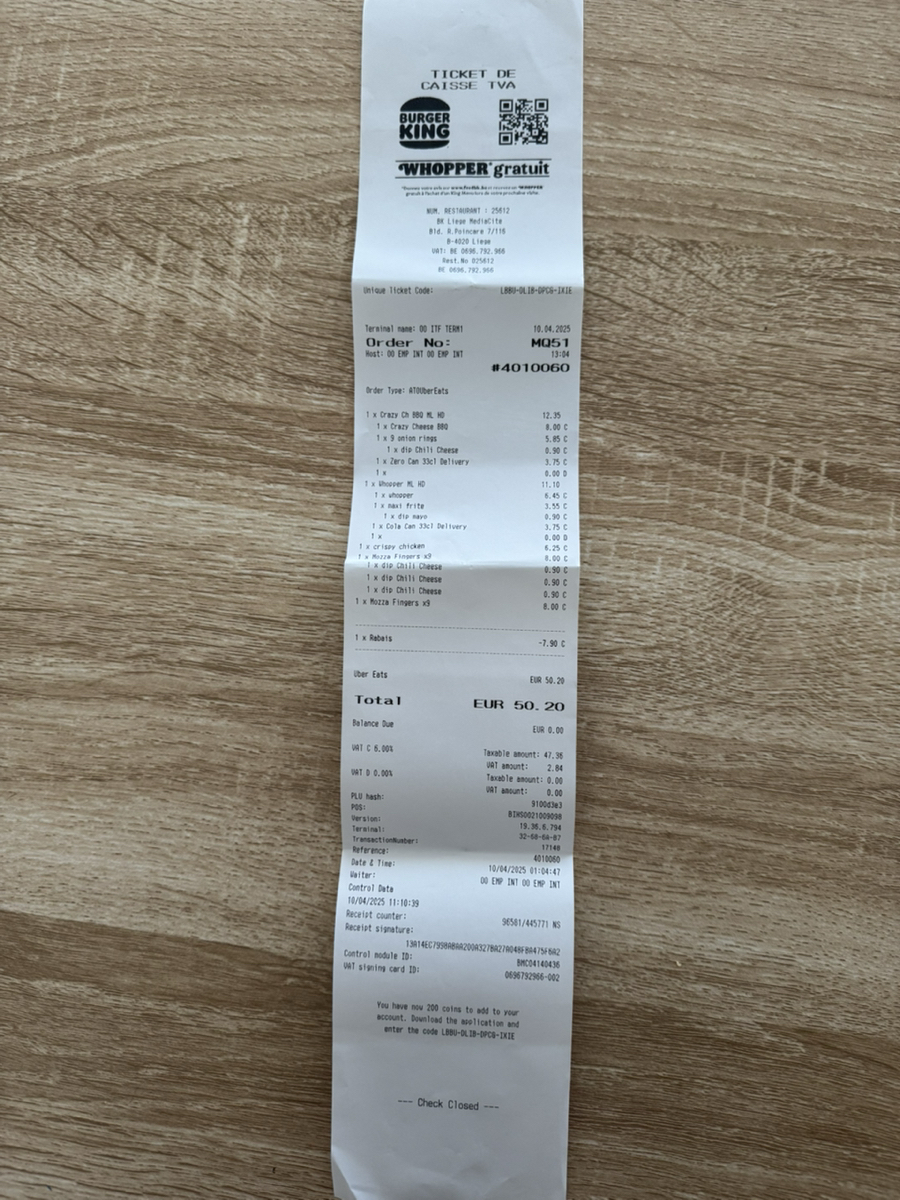 TICKET DE
CAISSE TVA
BURGER
KING
WHOPPER® gratuit
NUM. RESTAURANT : 25612
BK Liege MediaCite
Bld. R.Poincare 7/116
B-4020 Liege
VAT: BE 0696.792.966
Rest.No 025612
BE 0696.792.966
Unique Ticket Code: LBBU-DLIB-DPCG-IKIE
Terminal name: 00 ITF TERM1 10.04.2025
Order No: MQ51
Host: 00 EMP INT 00 EMP INT 13:04
#4010060
Order Type: ATOUberEats
1 x Crazy Ch BBQ ML HD 12.35
1 x Crazy Cheese BBQ 8.00 C
1 x 9 onion rings 5.85 C
1 x dip Chili Cheese 0.90 C
1 x Zero Can 33cl Delivery 3.75 C
1 x 0.00 D
1 x Whopper ML HD 11.10
1 x whopper 6.45 C
1 x maxi frite 3.55 C
1 x dip mayo 0.90 C
1 x Cola Can 33cl Delivery 3.75 C
1 x 0.00 D
1 x crispy chicken 6.25 C
1 x Mozza Fingers x9 8.00 C
1 x dip Chili Cheese 0.90 C
1 x dip Chili Cheese 0.90 C
1 x dip Chili Cheese 0.90 C
1 x Mozza Fingers x9 8.00 C
1 x Rabais -7.90 C
Uber Eats EUR 50.20
Total EUR 50.20
Balance Due EUR 0.00
VAT C 6.00% Taxable amount: 47.36
VAT amount: 2.84
VAT D 0.00% Taxable amount: 0.00
VAT amount: 0.00
PLU hash: 9100d3e3
POS: BIHS0021009098
Version: 19.36.6.794
Terminal: 32-68-6A-87
TransactionNumber: 17148
Reference: 4010060
Date & Time: 10/04/2025 01:04:47
Waiter: 00 EMP INT 00 EMP INT
Control Data
10/04/2025 11:10:39
Receipt counter: 96561/445771 NS
Receipt signature:
Control module ID: BMC04140436
VAT signing card ID: 0696792966-002
You have now 200 coins to add to your
account. Download the application and
enter the code LBBU-DLIB-DPCG-IKIE
--- Check Closed ---